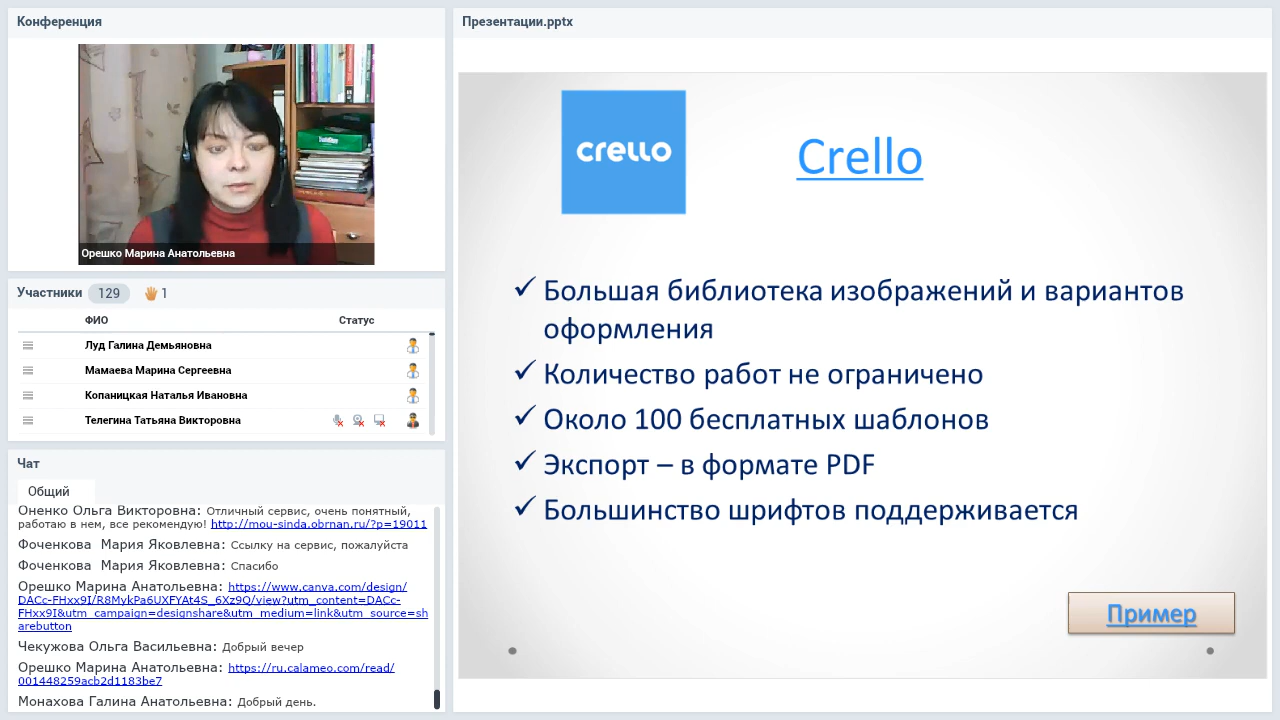 Конференция
Орешко Марина Анатольевна
Участники 129 1
ФИО Статус
Луд Галина Демьяновна
Мамаева Марина Сергеевна
Копаницкая Наталья Ивановна
Телегина Татьяна Викторовна
Чат
Общий
Оненко Ольга Викторовна: Отличный сервис, очень понятный,
работаю в нем, все рекомендую! http://mou-sinda.obrnan.ru/?p=19011
Фоченкова Мария Яковлевна: Ссылку на сервис, пожалуйста
Фоченкова Мария Яковлевна: Спасибо
Орешко Марина Анатольевна: https://www.canva.com/design/
DACc-FHxx9I/R8MykPa6UXFYAt4S_6Xz9Q/view?utm_content=DACc-
FHxx9I&utm_campaign=designshare&utm_medium=link&utm_source=sh
arebutton
Чекужова Ольга Васильевна: Добрый вечер
Орешко Марина Анатольевна: https://ru.calameo.com/read/
001448259acb2d1183be7
Монахова Галина Анатольевна: Добрый день.
Презентации.pptx
crello
Crello
Большая библиотека изображений и вариантов
оформления
Количество работ не ограничено
Около 100 бесплатных шаблонов
Экспорт – в формате PDF
Большинство шрифтов поддерживается
Пример